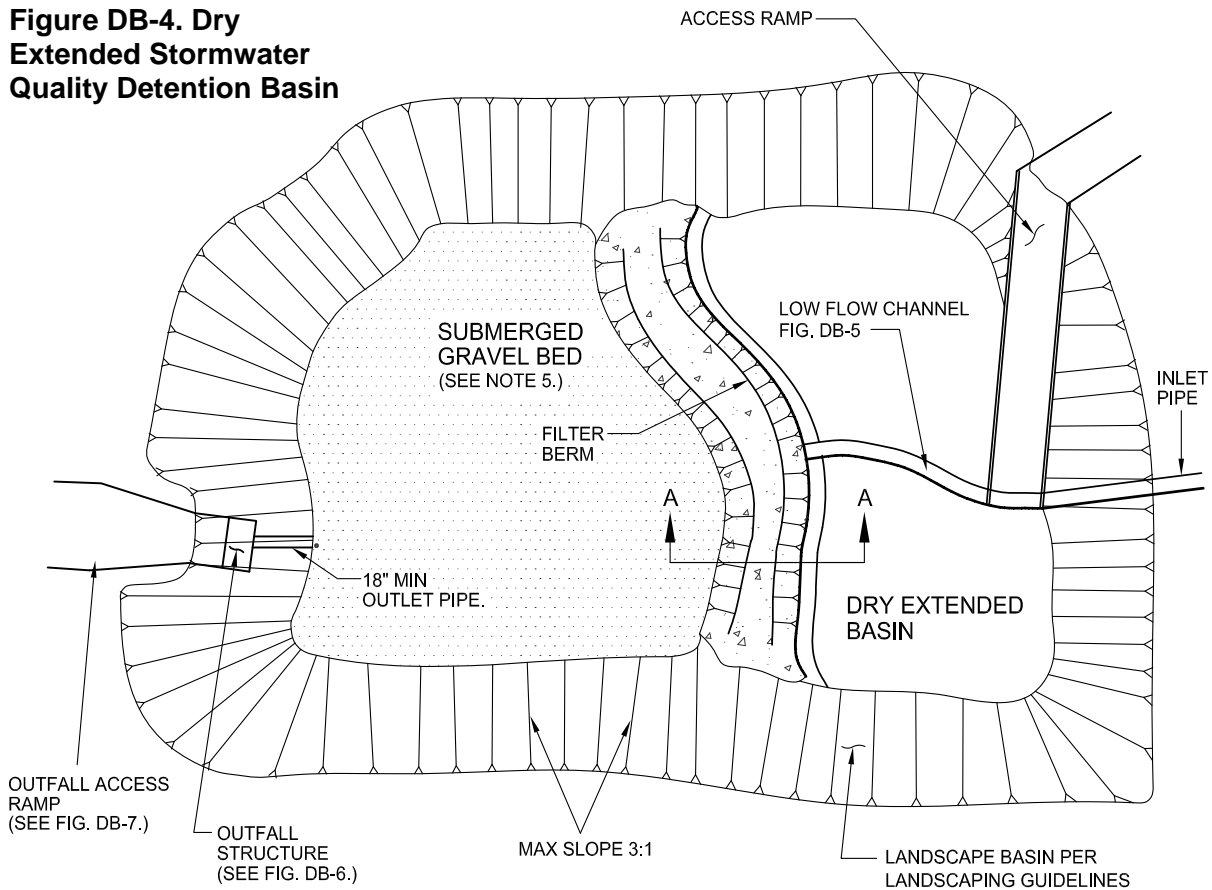 Figure DB-4. Dry
Extended Stormwater
Quality Detention Basin
ACCESS RAMP
LOW FLOW CHANNEL
FIG. DB-5
SUBMERGED
GRAVEL BED
(SEE NOTE 5.)
INLET
PIPE
FILTER
BERM
A
A
18" MIN
OUTLET PIPE.
DRY EXTENDED
BASIN
OUTFALL ACCESS
RAMP
(SEE FIG. DB-7.)
OUTFALL
STRUCTURE
(SEE FIG. DB-6.)
MAX SLOPE 3:1
LANDSCAPE BASIN PER
LANDSCAPING GUIDELINES